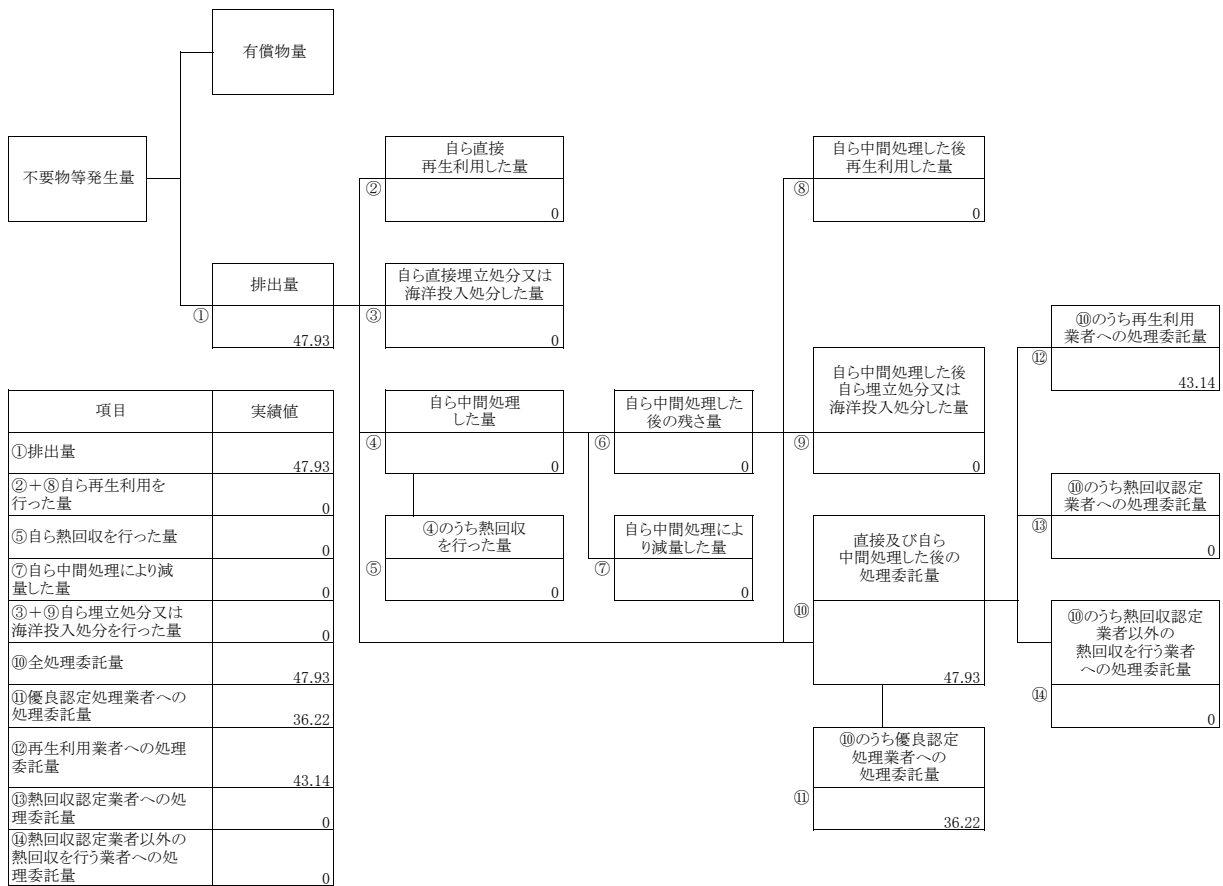 有償物量
不要物等発生量
排出量
①
47.93
自ら直接
再生利用した量
②
0
自ら直接埋立処分又は
海洋投入処分した量
③
0
自ら中間処理
した量
④
0
④のうち熱回収
を行った量
⑤
0
自ら中間処理した
後の残さ量
⑥
0
自ら中間処理によ
り減量した量
⑦
0
自ら中間処理した後
再生利用した量
⑧
0
自ら中間処理した後
自ら埋立処分又は
海洋投入処分した量
⑨
0
直接及び自ら
中間処理した後の
処理委託量
⑩
47.93
⑩のうち優良認定
処理業者への
処理委託量
⑪
36.22
⑩のうち再生利用
業者への処理委託量
⑫
43.14
⑩のうち熱回収認定
業者への処理委託量
⑬
0
⑩のうち熱回収認定
業者以外の
熱回収を行う業者
への処理委託量
⑭
0
項目 実績値
①排出量
47.93
②＋⑧自ら再生利用を
行った量
0
⑤自ら熱回収を行った量
0
⑦自ら中間処理により減
量した量
0
③＋⑨自ら埋立処分又は
海洋投入処分を行った量
0
⑩全処理委託量
47.93
⑪優良認定処理業者への
処理委託量
36.22
⑫再生利用業者への処理
委託量
43.14
⑬熱回収認定業者への処
理委託量
0
⑭熱回収認定業者以外の
熱回収を行う業者への処
理委託量
0